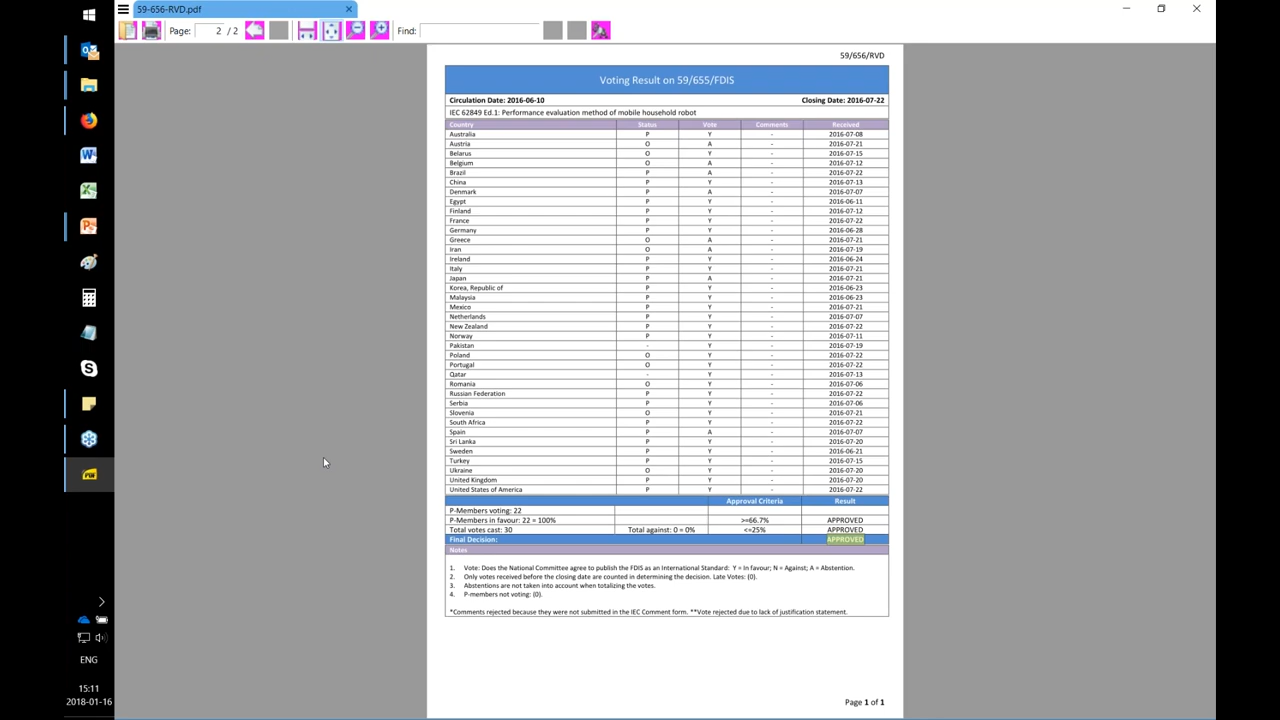 59-656-RVD.pdf
Page: 2 / 2 Find:
59/656/RVD
Voting Result on 59/655/FDIS
Circulation Date: 2016-06-10 Closing Date: 2016-07-22
IEC 62849 Ed.1: Performance evaluation method of mobile household robot
Country Status Vote Comments Received
Australia P Y - 2016-07-08
Austria O A - 2016-07-21
Belarus O Y - 2016-07-15
Belgium O A - 2016-07-12
Brazil P A - 2016-07-22
China P Y - 2016-07-13
Denmark P A - 2016-07-07
Egypt P Y - 2016-06-11
Finland P Y - 2016-07-12
France P Y - 2016-07-22
Germany P Y - 2016-06-28
Greece O A - 2016-07-21
Iran O A - 2016-07-19
Ireland P Y - 2016-06-24
Italy P Y - 2016-07-21
Japan P A - 2016-07-21
Korea, Republic of P Y - 2016-06-23
Malaysia P Y - 2016-06-23
Mexico P Y - 2016-07-21
Netherlands P Y - 2016-07-07
New Zealand P Y - 2016-07-22
Norway P Y - 2016-07-11
Pakistan - Y - 2016-07-19
Poland O Y - 2016-07-22
Portugal O Y - 2016-07-22
Qatar - Y - 2016-07-13
Romania O Y - 2016-07-06
Russian Federation P Y - 2016-07-22
Serbia P Y - 2016-07-06
Slovenia O Y - 2016-07-21
South Africa P Y - 2016-07-22
Spain P A - 2016-07-07
Sri Lanka P Y - 2016-07-20
Sweden P Y - 2016-06-21
Turkey P Y - 2016-07-15
Ukraine O Y - 2016-07-20
United Kingdom P Y - 2016-07-20
United States of America P Y - 2016-07-22
Approval Criteria Result
P-Members voting: 22
P-Members in favour: 22 = 100% >=66.7% APPROVED
Total votes cast: 30 Total against: 0 = 0% <=25% APPROVED
Final Decision: APPROVED
Notes
1. Vote: Does the National Committee agree to publish the FDIS as an International Standard: Y = In favour; N = Against; A = Abstention.
2. Only votes received before the closing date are counted in determining the decision. Late Votes: (0).
3. Abstentions are not taken into account when totalizing the votes.
4. P-members not voting: (0).
*Comments rejected because they were not submitted in the IEC Comment form. **Vote rejected due to lack of justification statement.
Page 1 of 1
ENG
15:11
2018-01-16